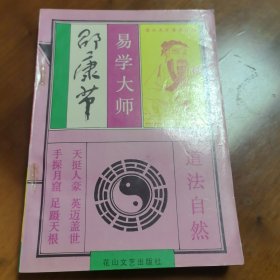 易学大师
邵康节
道法自然
天挺人豪 英迈盖世
手探月窟 足蹑天根
花山文艺出版社